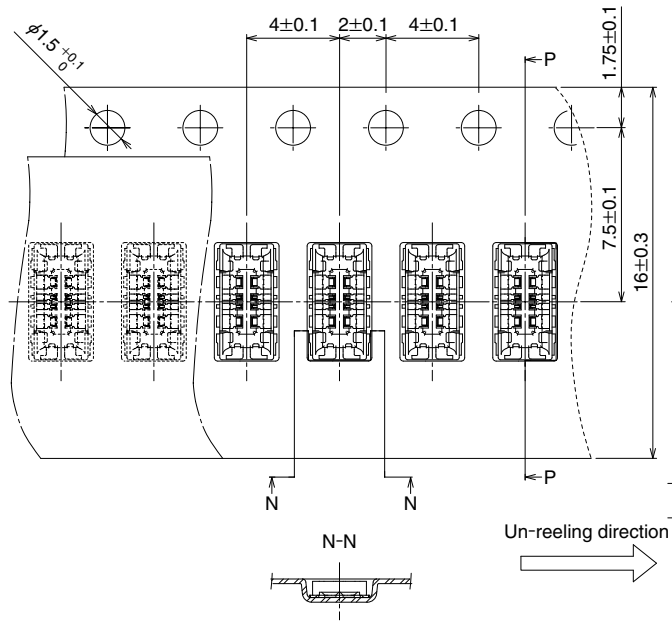 4±0.1
2±0.1
4±0.1
P
1.75±0.1
φ1.5 +0.1 0
7.5±0.1
16±0.3
P
N
N
N-N
Un-reeling direction